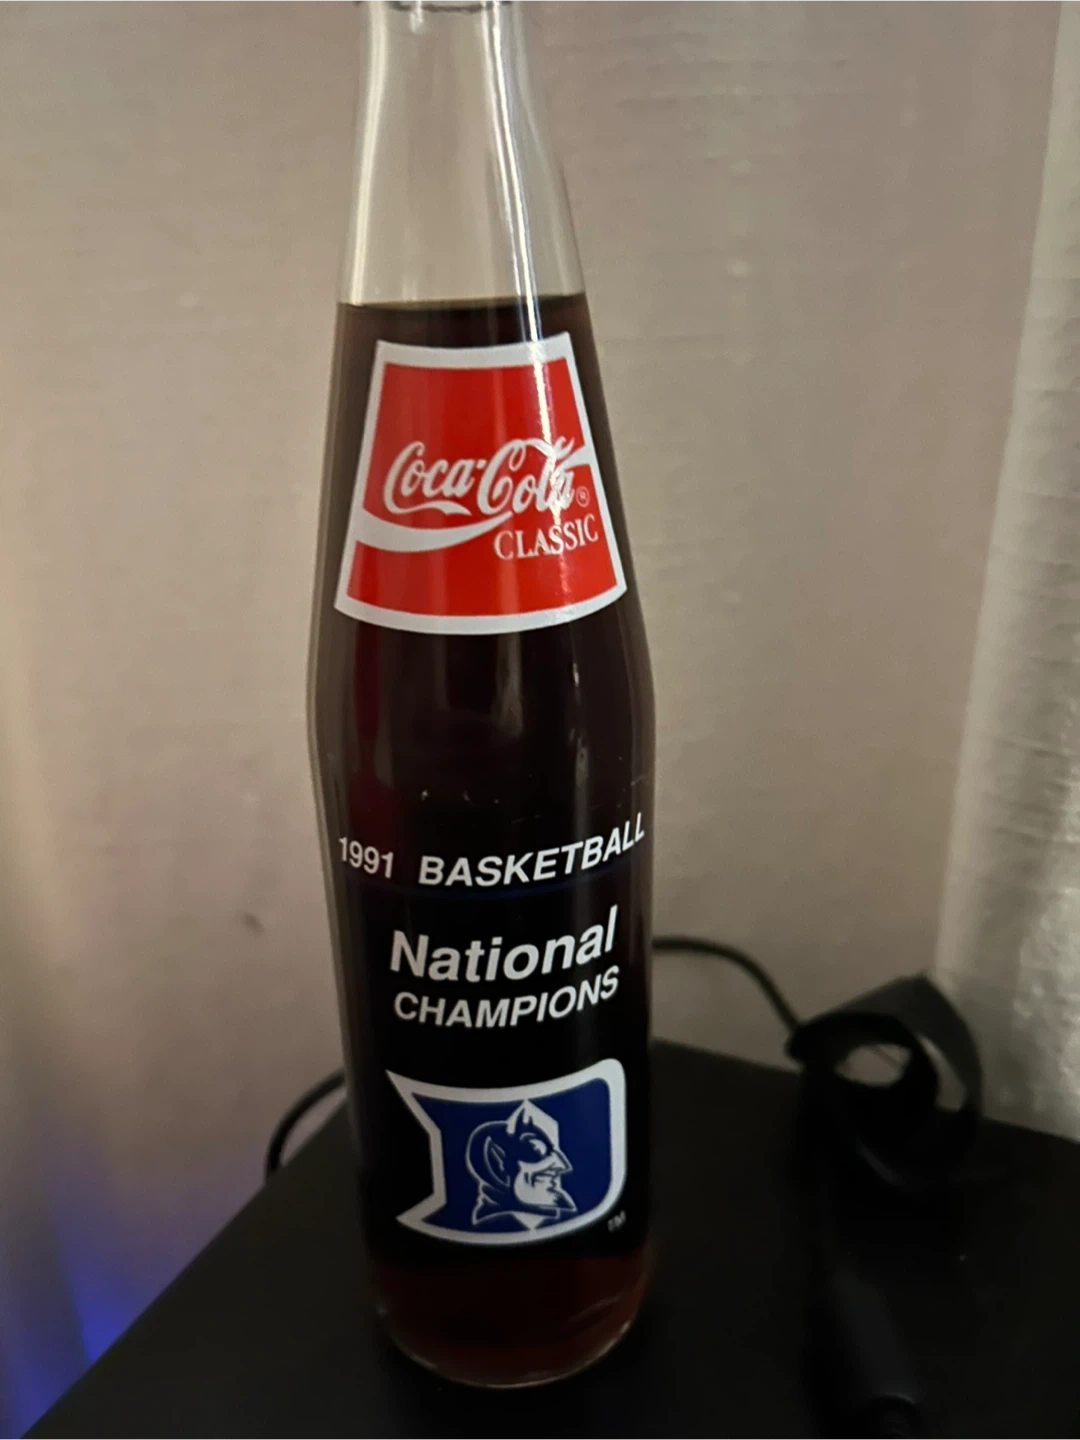 Coca-Cola®
CLASSIC
1991 BASKETBALL
National
CHAMPIONS
TM